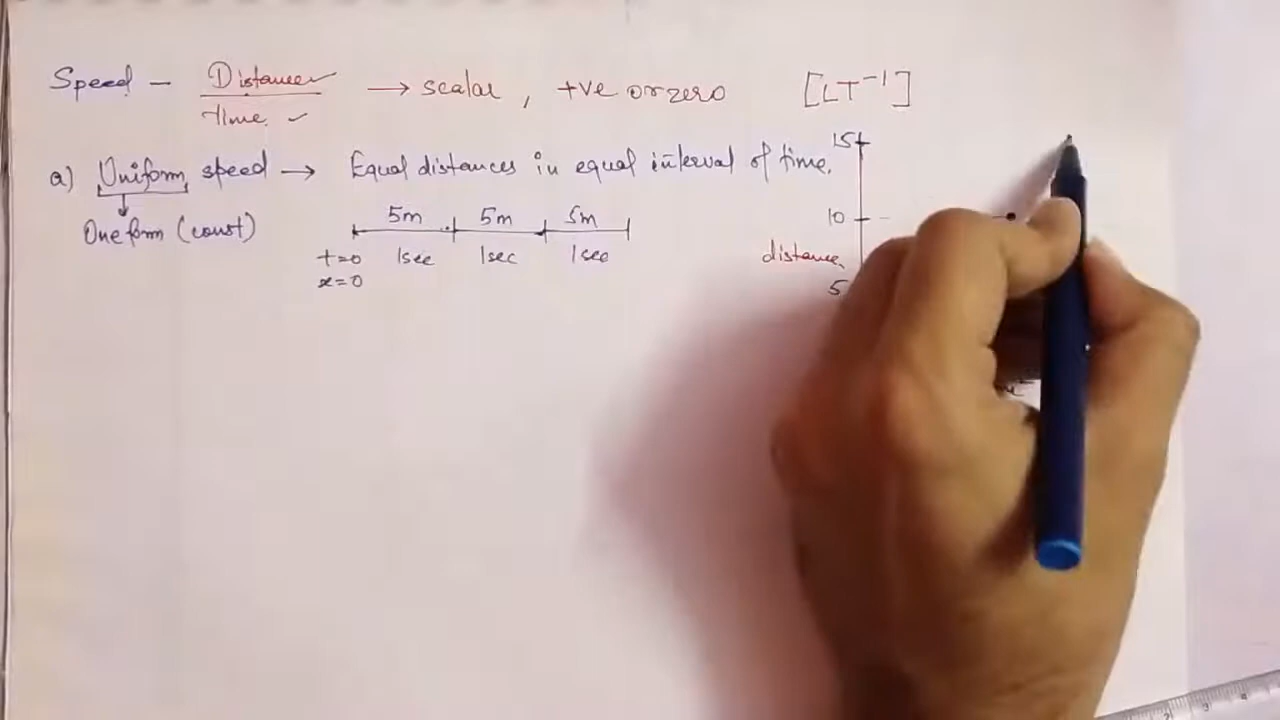 Speed - Distance / Time → scalar, +ve or zero [LT⁻¹]
a) Uniform speed → Equal distances in equal interval of time.
One form (const)
5m 5m 5m
t=0 1sec 1sec 1sec
x=0
15
10
distance
5